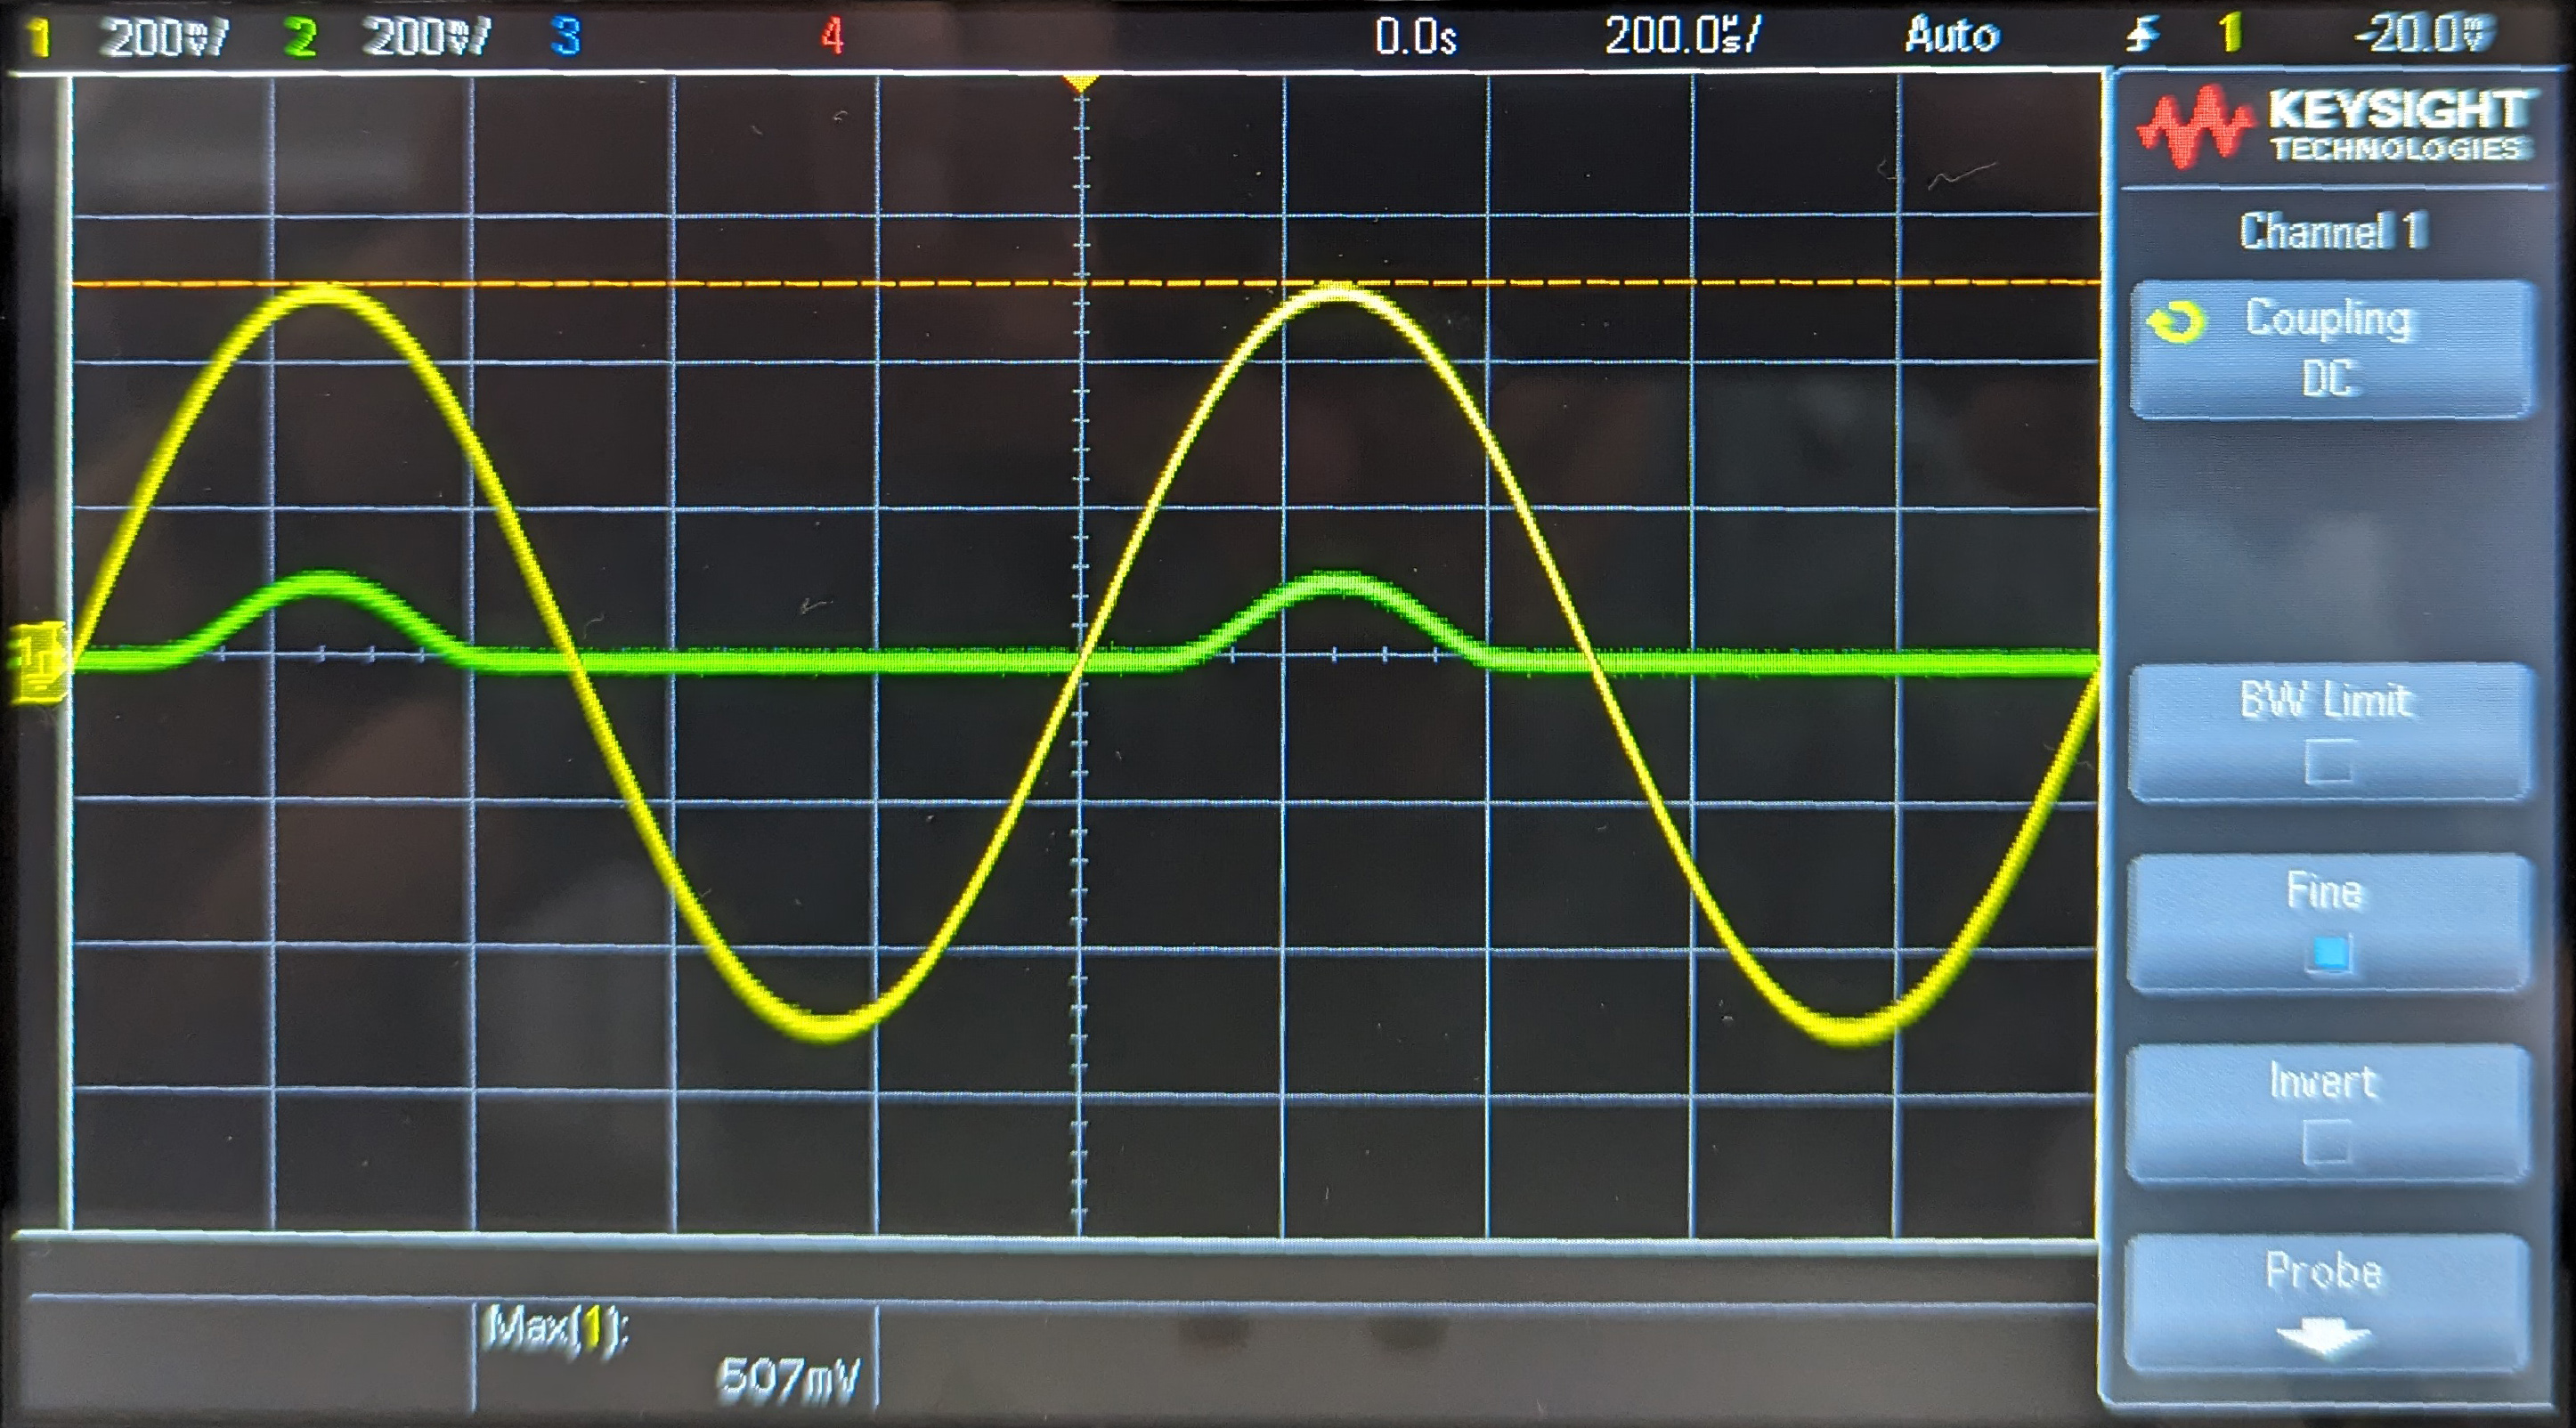 1 200mV/ 2 200mV/ 3 4 0.0s 200.0µs/ Auto 1 -20.0mV
KEYSIGHT
TECHNOLOGIES
Channel 1
Coupling
DC
BW Limit
Fine
Invert
Probe
Max(1):
507mV